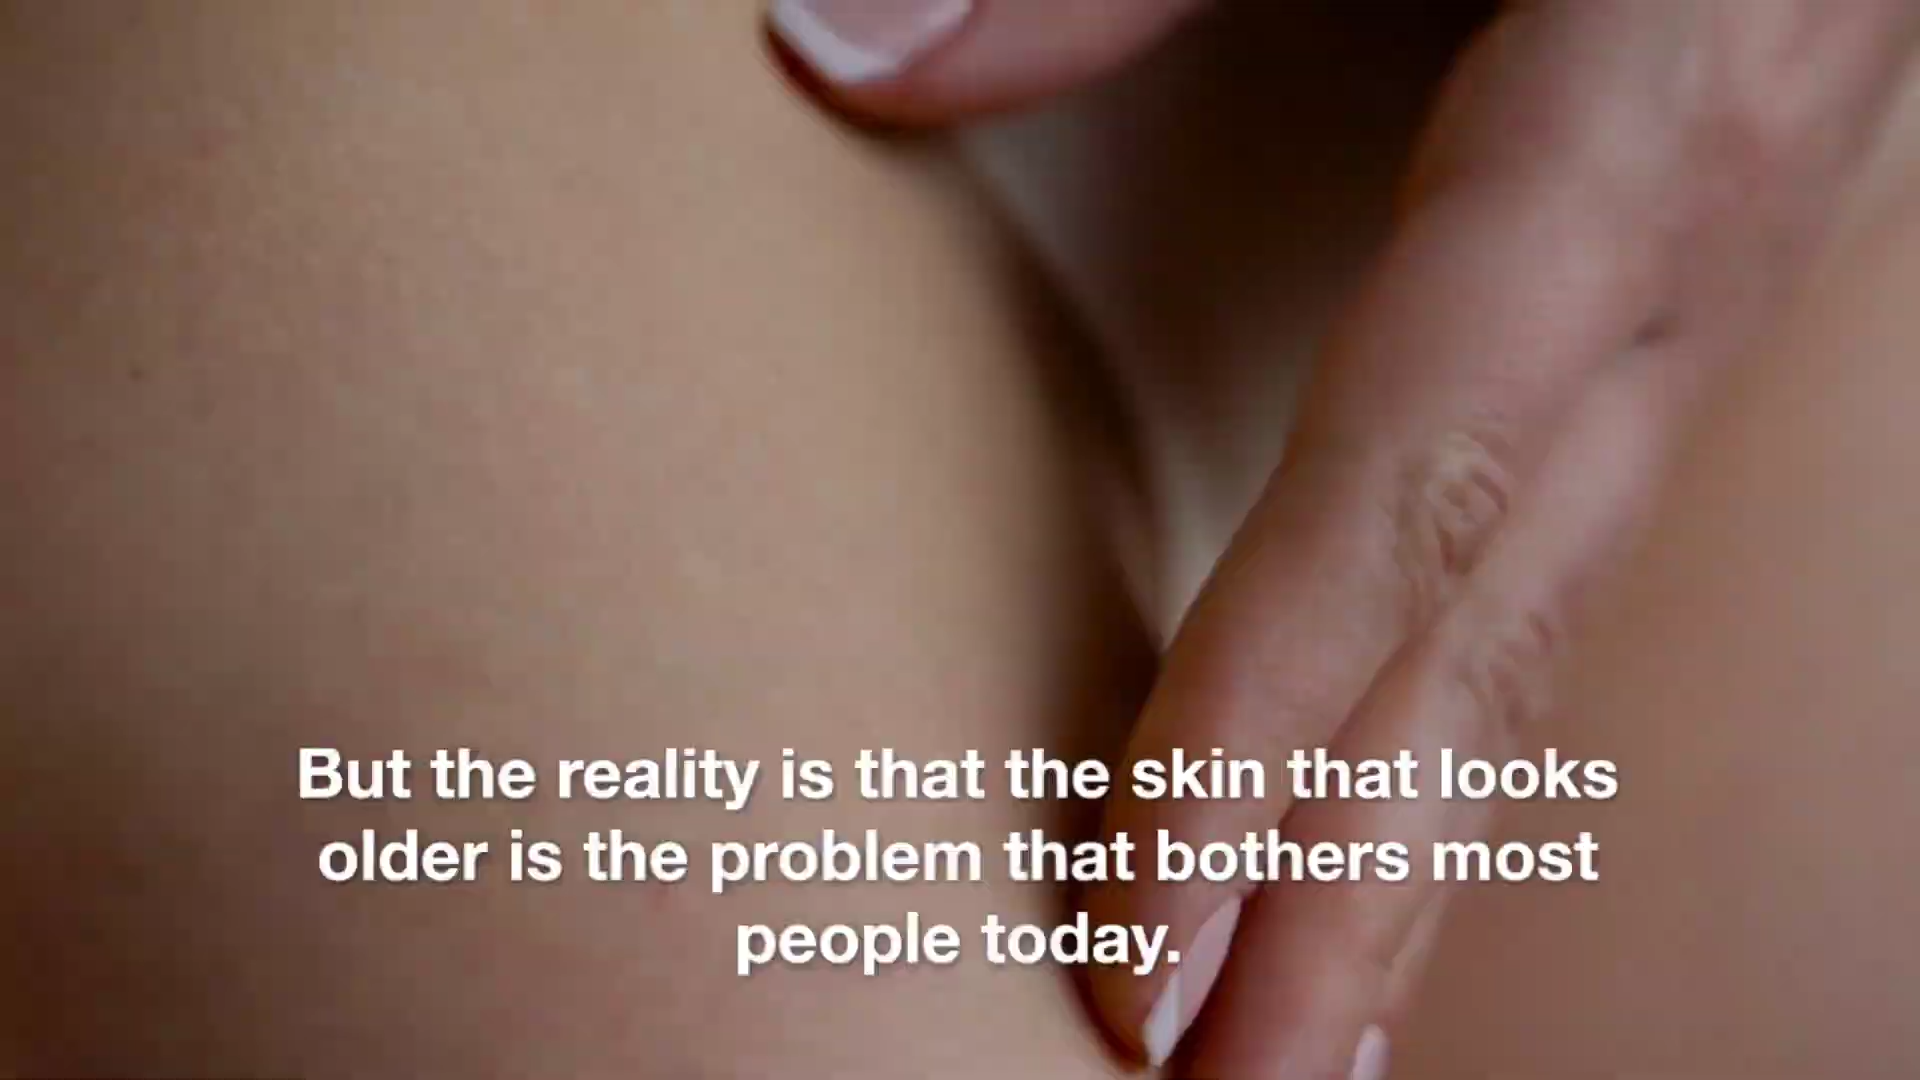 But the reality is that the skin that looks
older is the problem that bothers most
people today.